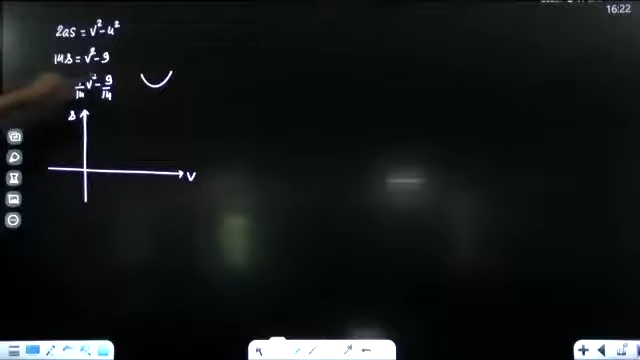 16:22
2as = v² - u²
14s = v² - 9
1/14 v² - 9/14
s
v